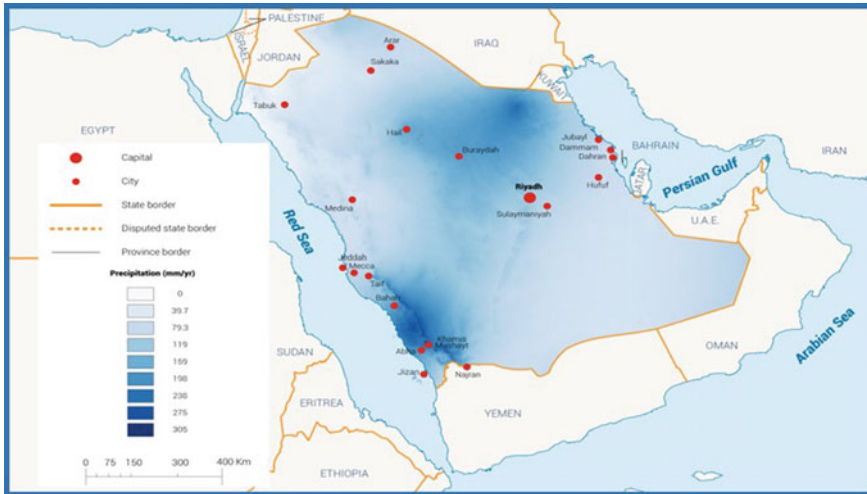 PALESTINE
ISRAEL
JORDAN
IRAQ
KUWAIT
Arar
Sakaka
Tabuk
Hail
Buraydah
EGYPT
Jubayl
Dammam
Dahran
BAHRAIN
IRAN
QATAR
Hufuf
Persian Gulf
Riyadh
Sulaymaniyah
U.A.E.
Medina
Red Sea
Jeddah
Mecca
Taif
Bahah
Khamis
Mushayt
Abha
Jizan
Najran
OMAN
Arabian Sea
YEMEN
SUDAN
ERITREA
ETHIOPIA
Capital
City
State border
Disputed state border
Province border
Precipitation (mm/yr)
0
39.7
79.3
119
159
198
238
275
305
0 75 150 300 400 Km